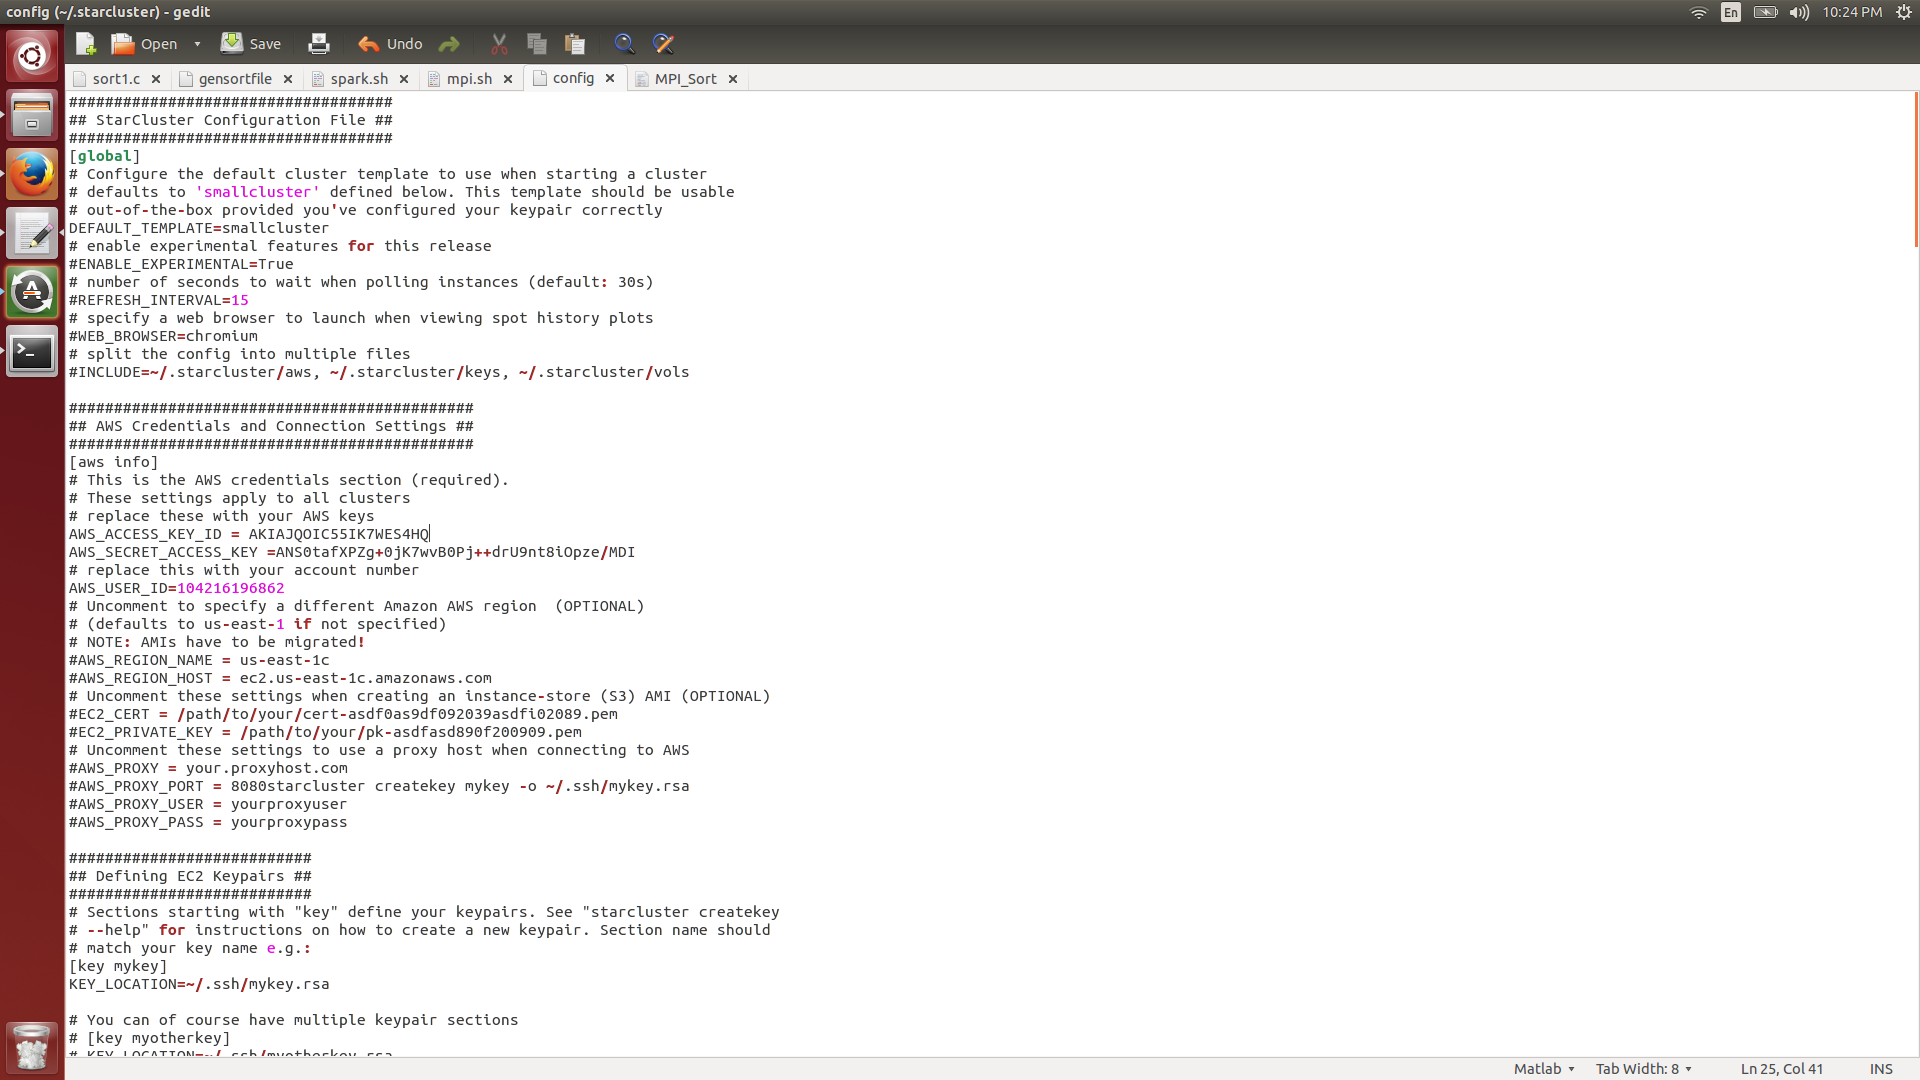 config (~/.starcluster) - gedit
En
10:24 PM
Open
Save
Undo
sort1.c
gensortfile
spark.sh
mpi.sh
config
MPI_Sort
####################################
## StarCluster Configuration File ##
####################################
[global]
# Configure the default cluster template to use when starting a cluster
# defaults to 'smallcluster' defined below. This template should be usable
# out-of-the-box provided you've configured your keypair correctly
DEFAULT_TEMPLATE=smallcluster
# enable experimental features for this release
#ENABLE_EXPERIMENTAL=True
# number of seconds to wait when polling instances (default: 30s)
#REFRESH_INTERVAL=15
# specify a web browser to launch when viewing spot history plots
#WEB_BROWSER=chromium
# split the config into multiple files
#INCLUDE=~/.starcluster/aws, ~/.starcluster/keys, ~/.starcluster/vols
#############################################
## AWS Credentials and Connection Settings ##
#############################################
[aws info]
# This is the AWS credentials section (required).
# These settings apply to all clusters
# replace these with your AWS keys
AWS_ACCESS_KEY_ID = AKIAJQOIC55IK7WES4HQ
AWS_SECRET_ACCESS_KEY =ANS0tafXPZg+0jK7wvB0Pj++drU9nt8iOpze/MDI
# replace this with your account number
AWS_USER_ID=104216196862
# Uncomment to specify a different Amazon AWS region  (OPTIONAL)
# (defaults to us-east-1 if not specified)
# NOTE: AMIs have to be migrated!
#AWS_REGION_NAME = us-east-1c
#AWS_REGION_HOST = ec2.us-east-1c.amazonaws.com
# Uncomment these settings when creating an instance-store (S3) AMI (OPTIONAL)
#EC2_CERT = /path/to/your/cert-asdf0as9df092039asdfi02089.pem
#EC2_PRIVATE_KEY = /path/to/your/pk-asdfasd890f200909.pem
# Uncomment these settings to use a proxy host when connecting to AWS
#AWS_PROXY = your.proxyhost.com
#AWS_PROXY_PORT = 8080starcluster createkey mykey -o ~/.ssh/mykey.rsa
#AWS_PROXY_USER = yourproxyuser
#AWS_PROXY_PASS = yourproxypass
###########################
## Defining EC2 Keypairs ##
###########################
# Sections starting with "key" define your keypairs. See "starcluster createkey
# --help" for instructions on how to create a new keypair. Section name should
# match your key name e.g.:
[key mykey]
KEY_LOCATION=~/.ssh/mykey.rsa
# You can of course have multiple keypair sections
# [key myotherkey]
# KEY_LOCATION=~/.ssh/myotherkey.rsa
Matlab
Tab Width: 8
Ln 25, Col 41
INS